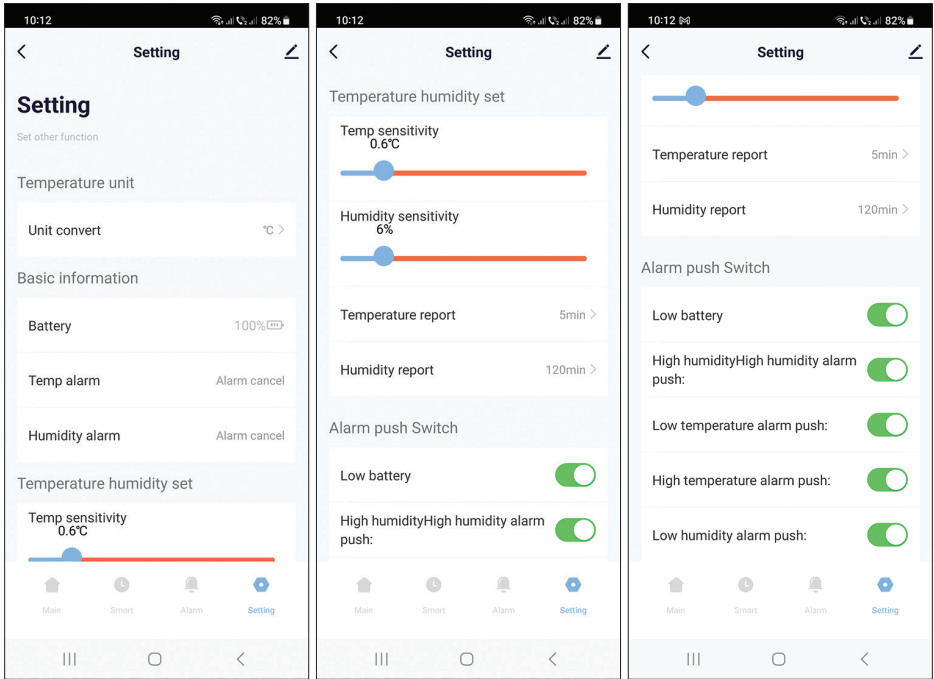 10:12
82%
Setting
Setting
Set other function
Temperature unit
Unit convert
℃
Basic information
Battery
100%
Temp alarm
Alarm cancel
Humidity alarm
Alarm cancel
Temperature humidity set
Temp sensitivity
0.6℃
Main
Smart
Alarm
Setting
10:12
82%
Setting
Temperature humidity set
Temp sensitivity
0.6℃
Humidity sensitivity
6%
Temperature report
5min
Humidity report
120min
Alarm push Switch
Low battery
High humidityHigh humidity alarm
push:
Main
Smart
Alarm
Setting
10:12
82%
Setting
Temperature report
5min
Humidity report
120min
Alarm push Switch
Low battery
High humidityHigh humidity alarm
push:
Low temperature alarm push:
High temperature alarm push:
Low humidity alarm push:
Main
Smart
Alarm
Setting